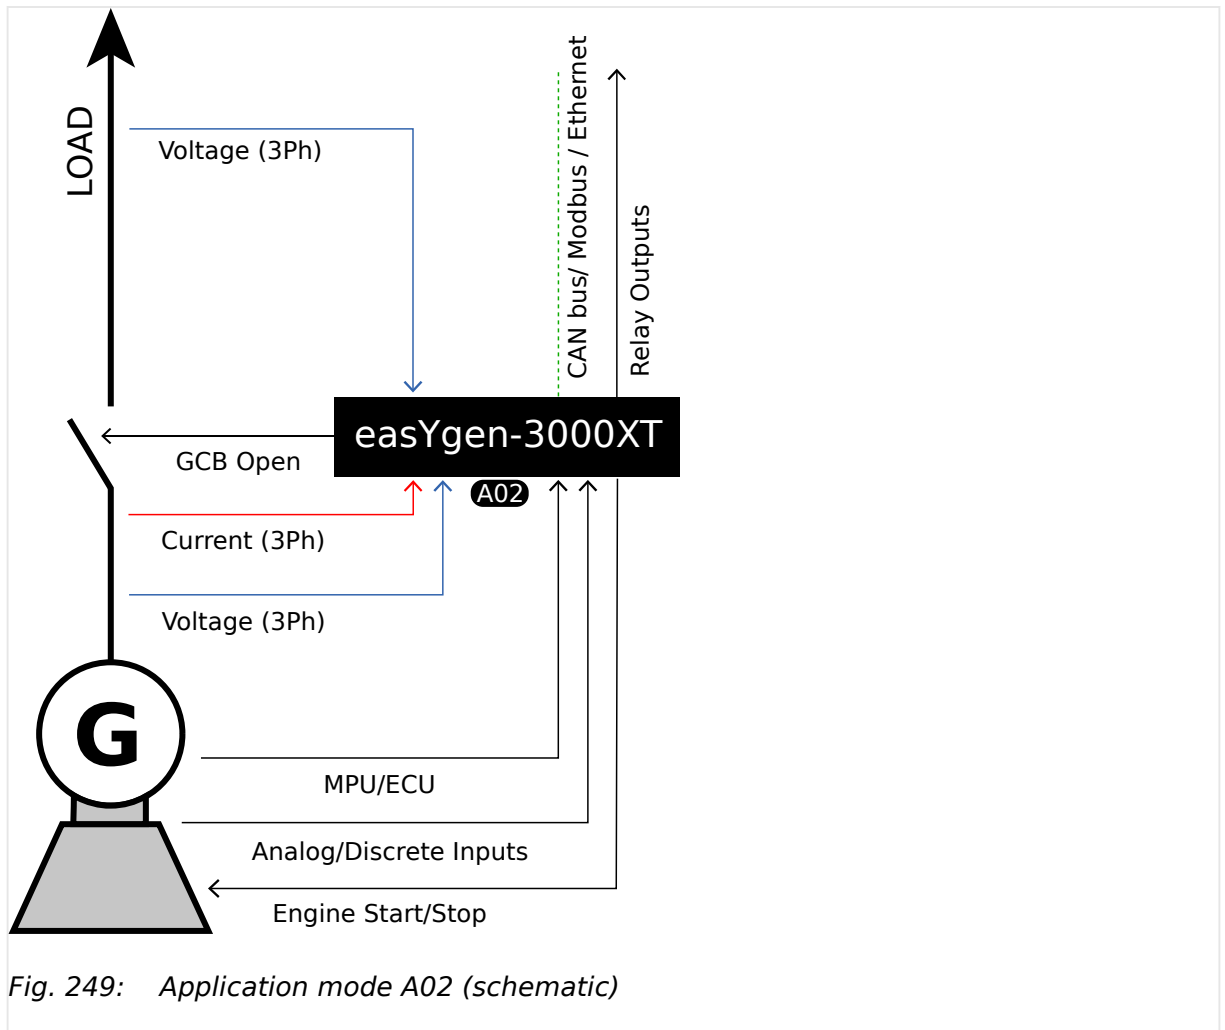 LOAD
Voltage (3Ph)
CAN bus/ Modbus / Ethernet
Relay Outputs
easYgen-3000XT
GCB Open
A02
Current (3Ph)
Voltage (3Ph)
G
MPU/ECU
Analog/Discrete Inputs
Engine Start/Stop
Fig. 249: Application mode A02 (schematic)